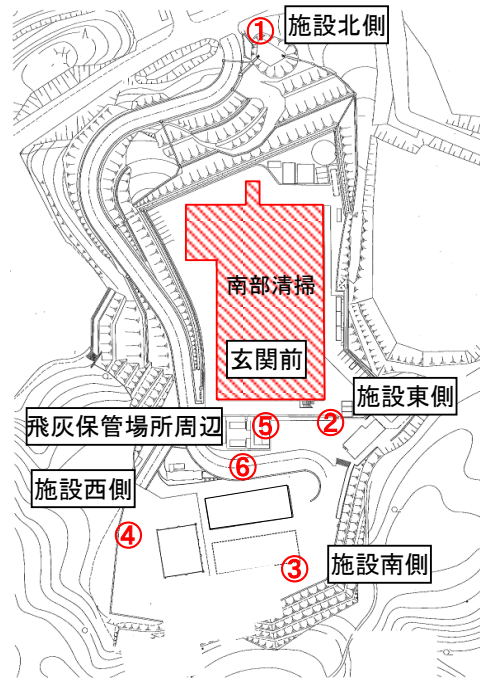 ①
施設北側
南部清掃
玄関前
施設東側
②
飛灰保管場所周辺
⑤
⑥
施設西側
④
③
施設南側